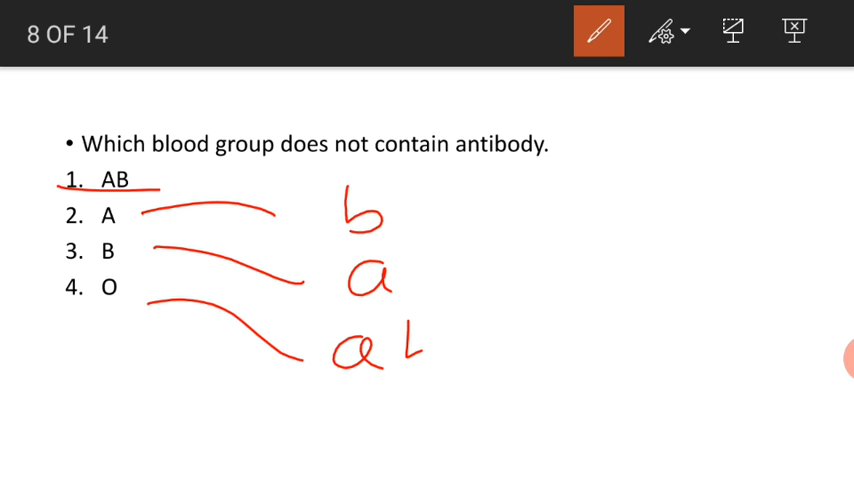 8 OF 14
• Which blood group does not contain antibody.
1. AB
2. A
b
3. B
a
4. O
a